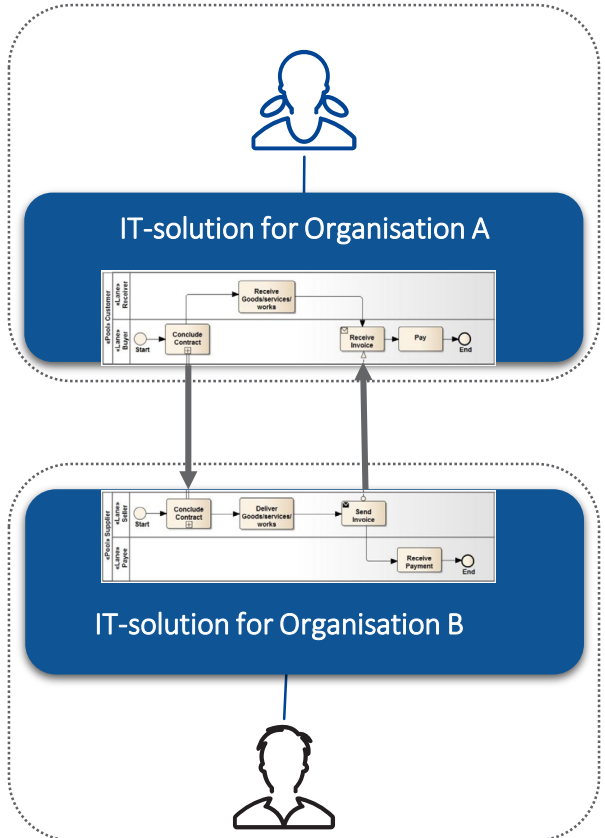 IT-solution for Organisation A
«Pool» Customer
«Lane»
Receiver
Receive
Goods/services/
works
«Lane»
Buyer
Start
Conclude
Contract
Receive
Invoice
Pay
End
«Pool» Supplier
«Lane»
Seller
Start
Conclude
Contract
Deliver
Goods/services/
works
Send
Invoice
«Lane»
Payee
Receive
Payment
End
IT-solution for Organisation B